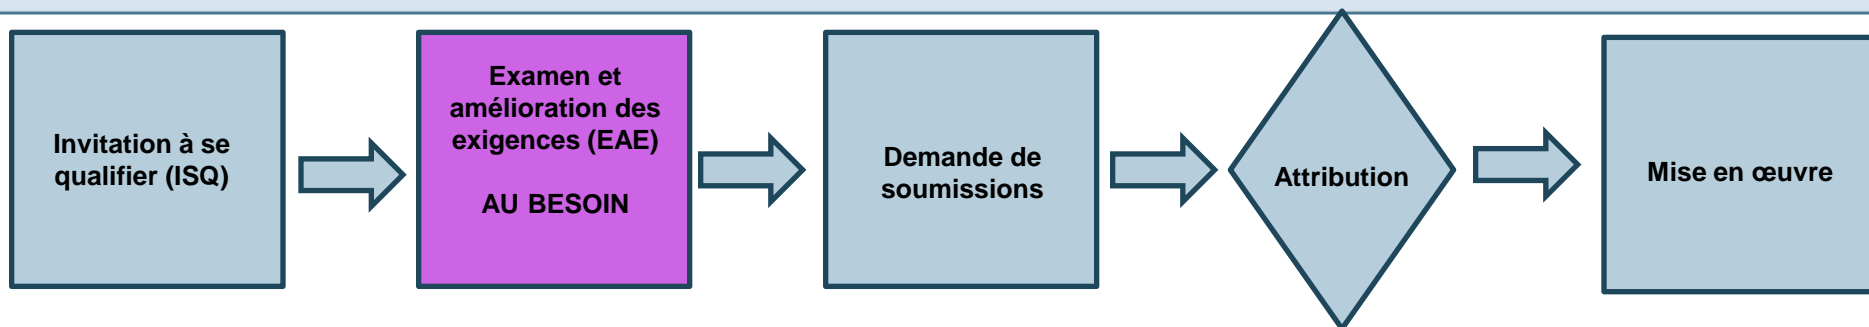 Invitation à se
qualifier (ISQ)
Examen et
amélioration des
exigences (EAE)
AU BESOIN
Demande de
soumissions
Attribution
Mise en œuvre